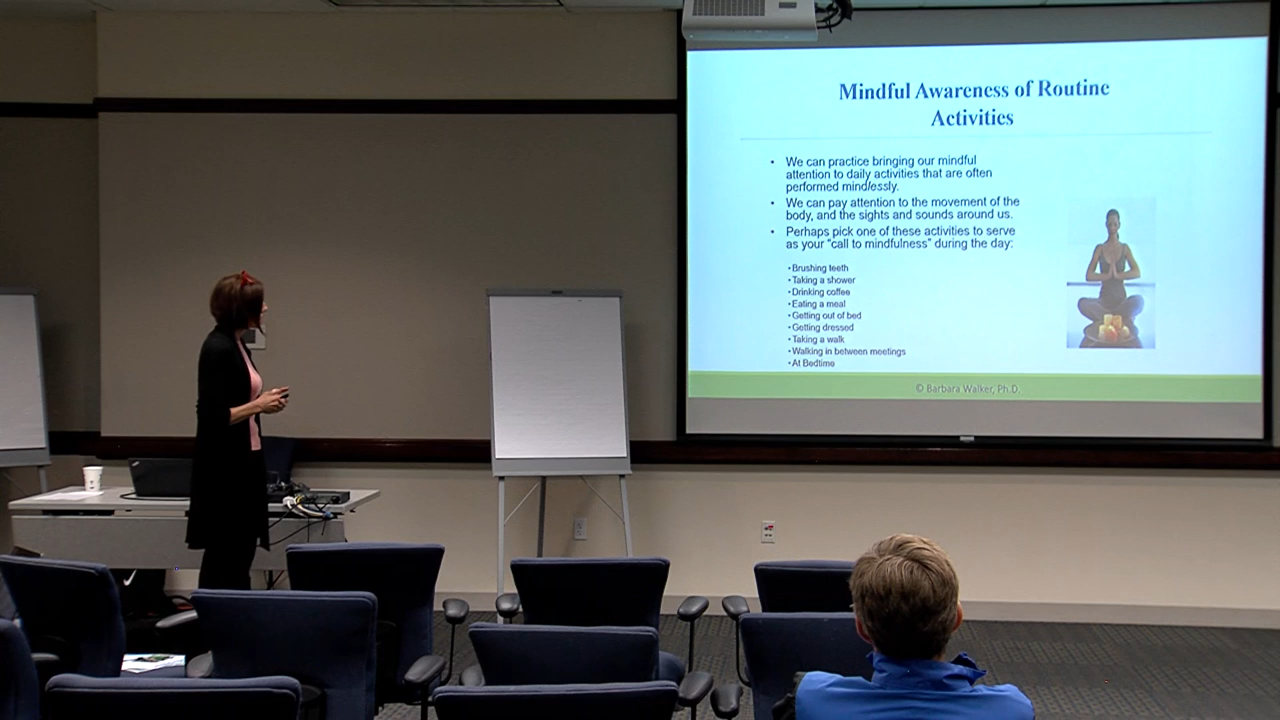 Mindful Awareness of Routine
Activities
• We can practice bringing our mindful
attention to daily activities that are often
performed mindlessly.
• We can pay attention to the movement of the
body, and the sights and sounds around us.
• Perhaps pick one of these activities to serve
as your “call to mindfulness” during the day:
• Brushing teeth
• Taking a shower
• Drinking coffee
• Eating a meal
• Getting out of bed
• Getting dressed
• Taking a walk
• Walking in between meetings
• At Bedtime
© Barbara Walker, Ph.D.